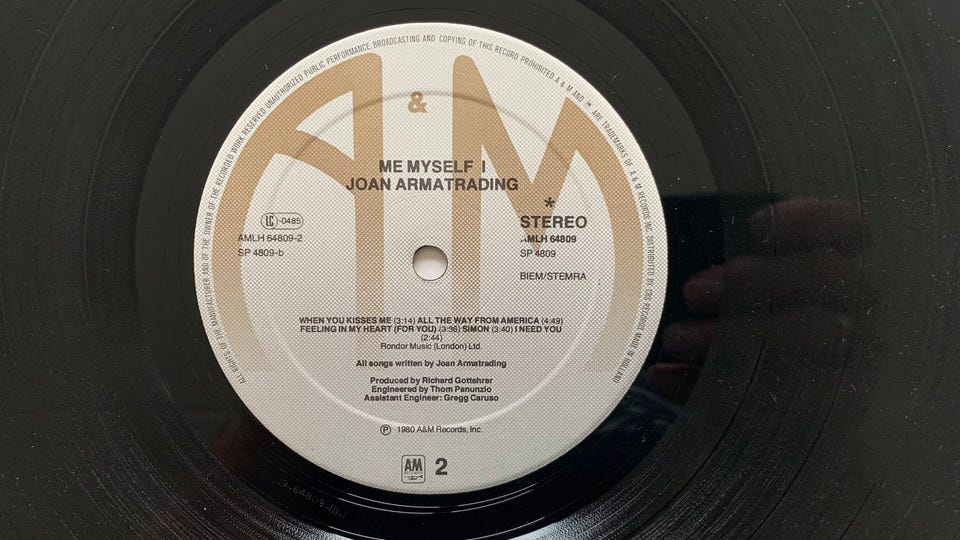 ALL RIGHTS OF THE MANUFACTURER AND OF THE OWNER OF THE RECORDED WORK RESERVED UNAUTHORIZED PUBLIC PERFORMANCE, BROADCASTING AND COPYING OF THIS RECORD PROHIBITED. A & M AND ARE TRADEMARKS OF A & M RECORDS INC. DISTRIBUTED BY CBS RECORDS MADE IN HOLLAND
A & M
ME MYSELF I
JOAN ARMATRADING
*
LC -0485
STEREO
AMLH 64809-2
AMLH 64809
SP 4809-b
SP 4809
BIEM/STEMRA
WHEN YOU KISSES ME (3:14) ALL THE WAY FROM AMERICA (4:49)
FEELING IN MY HEART (FOR YOU) (3:36) SIMON (3:40) I NEED YOU
(2:44)
Rondor Music (London) Ltd.
All songs written by Joan Armatrading
Produced by Richard Gottehrer
Engineered by Thom Panunzio
Assistant Engineer: Gregg Caruso
℗ 1980 A&M Records, Inc.
A&M 2